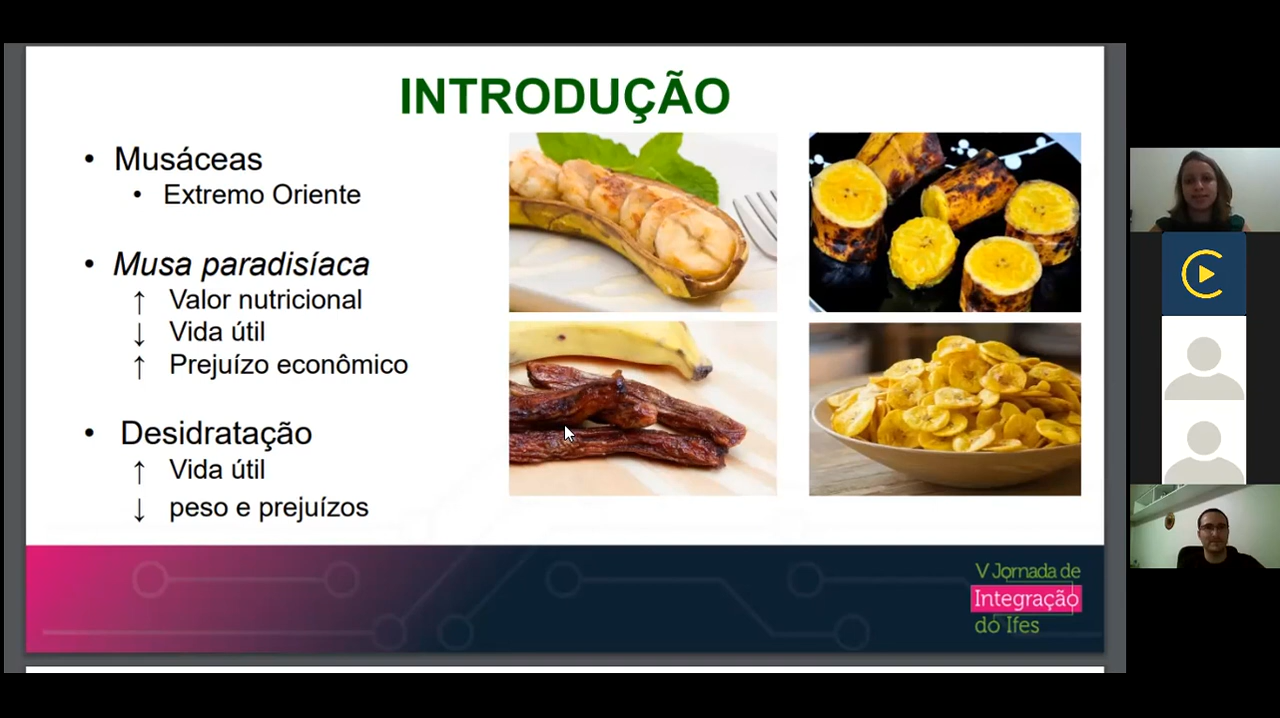 INTRODUÇÃO
• Musáceas
• Extremo Oriente
• Musa paradisíaca
↑ Valor nutricional
↓ Vida útil
↑ Prejuízo econômico
• Desidratação
↑ Vida útil
↓ peso e prejuízos
V Jornada de
Integração
do Ifes